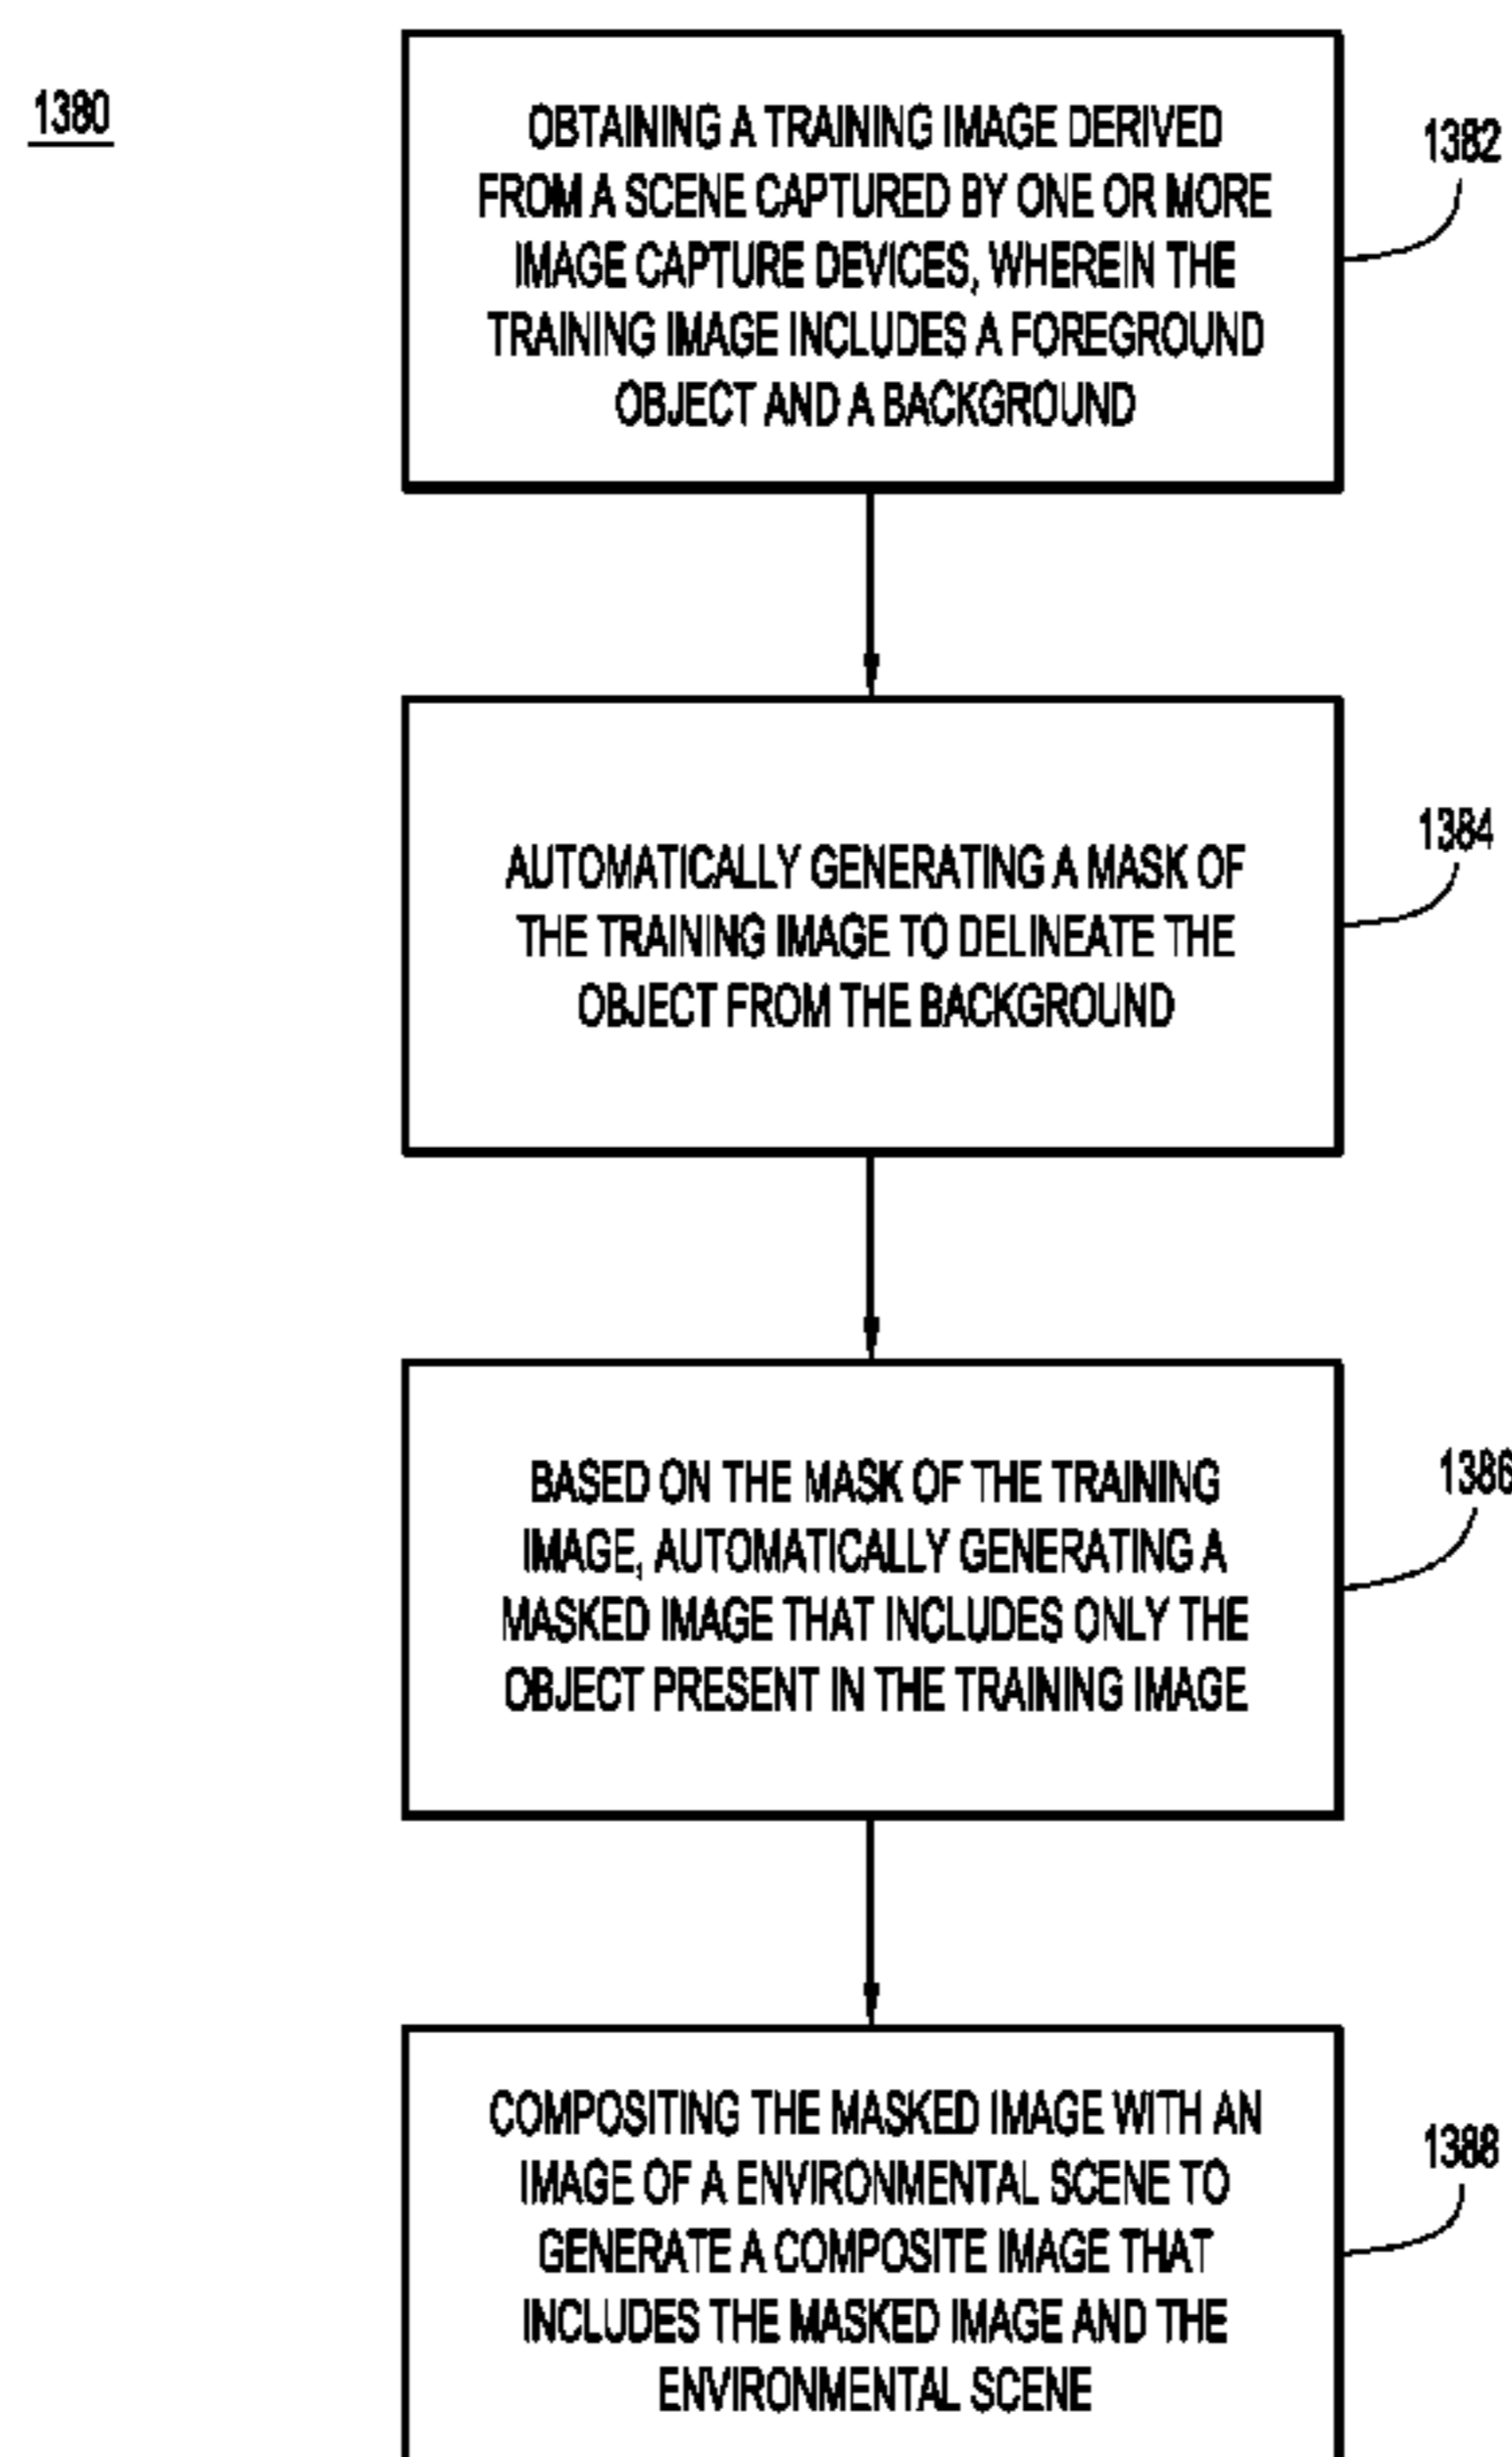 1380
OBTAINING A TRAINING IMAGE DERIVED
FROM A SCENE CAPTURED BY ONE OR MORE
IMAGE CAPTURE DEVICES, WHEREIN THE
TRAINING IMAGE INCLUDES A FOREGROUND
OBJECT AND A BACKGROUND
1382
AUTOMATICALLY GENERATING A MASK OF
THE TRAINING IMAGE TO DELINEATE THE
OBJECT FROM THE BACKGROUND
1384
BASED ON THE MASK OF THE TRAINING
IMAGE, AUTOMATICALLY GENERATING A
MASKED IMAGE THAT INCLUDES ONLY THE
OBJECT PRESENT IN THE TRAINING IMAGE
1386
COMPOSITING THE MASKED IMAGE WITH AN
IMAGE OF A ENVIRONMENTAL SCENE TO
GENERATE A COMPOSITE IMAGE THAT
INCLUDES THE MASKED IMAGE AND THE
ENVIRONMENTAL SCENE
1388